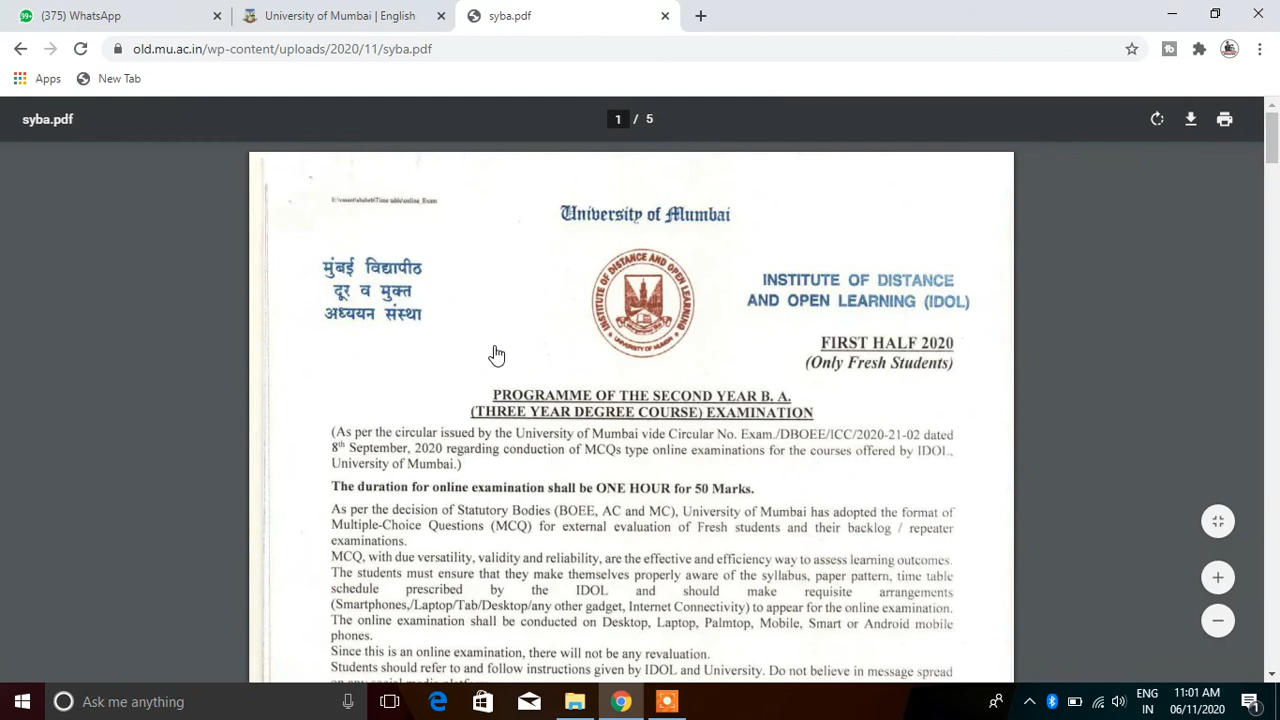 (375) WhatsApp
University of Mumbai | English
syba.pdf
old.mu.ac.in/wp-content/uploads/2020/11/syba.pdf
Apps
New Tab
syba.pdf
1 / 5
University of Mumbai
मुंबई विद्यापीठ
दूर व मुक्त
अध्ययन संस्था
INSTITUTE OF DISTANCE AND OPEN LEARNING
UNIVERSITY OF MUMBAI
INSTITUTE OF DISTANCE
AND OPEN LEARNING (IDOL)
FIRST HALF 2020
(Only Fresh Students)
PROGRAMME OF THE SECOND YEAR B. A.
(THREE YEAR DEGREE COURSE) EXAMINATION
(As per the circular issued by the University of Mumbai vide Circular No. Exam./DBOEE/ICC/2020-21-02 dated
8th September, 2020 regarding conduction of MCQs type online examinations for the courses offered by IDOL,
University of Mumbai.)
The duration for online examination shall be ONE HOUR for 50 Marks.
As per the decision of Statutory Bodies (BOEE, AC and MC), University of Mumbai has adopted the format of
Multiple-Choice Questions (MCQ) for external evaluation of Fresh students and their backlog / repeater
examinations.
MCQ, with due versatility, validity and reliability, are the effective and efficiency way to assess learning outcomes.
The students must ensure that they make themselves properly aware of the syllabus, paper pattern, time table
schedule prescribed by the IDOL and should make requisite arrangements
(Smartphones,/Laptop/Tab/Desktop/any other gadget, Internet Connectivity) to appear for the online examination.
The online examination shall be conducted on Desktop, Laptop, Palmtop, Mobile, Smart or Android mobile
phones.
Since this is an online examination, there will not be any revaluation.
Students should refer to and follow instructions given by IDOL and University. Do not believe in message spread
Ask me anything
ENG
IN
11:01 AM
06/11/2020